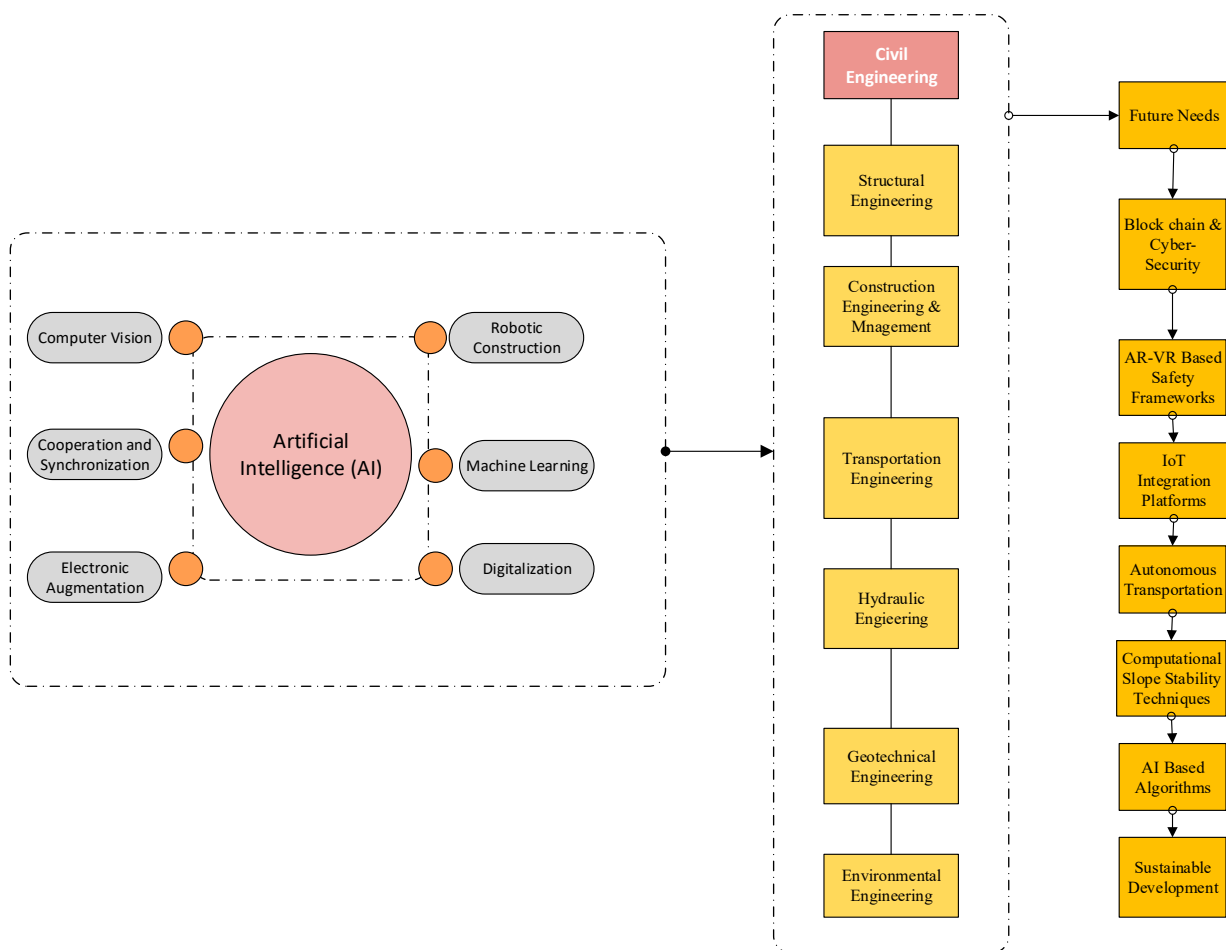 Computer Vision
Cooperation and
Synchronization
Electronic
Augmentation
Artificial
Intelligence (AI)
Robotic
Construction
Machine Learning
Digitalization
Civil
Engineering
Structural
Engineering
Construction
Engineering &
Mnagement
Transportation
Engineering
Hydraulic
Engieering
Geotechnical
Engineering
Environmental
Engineering
Future Needs
Block chain &
Cyber-
Security
AR-VR Based
Safety
Frameworks
IoT
Integration
Platforms
Autonomous
Transportation
Computational
Slope Stability
Techniques
AI Based
Algorithms
Sustainable
Development